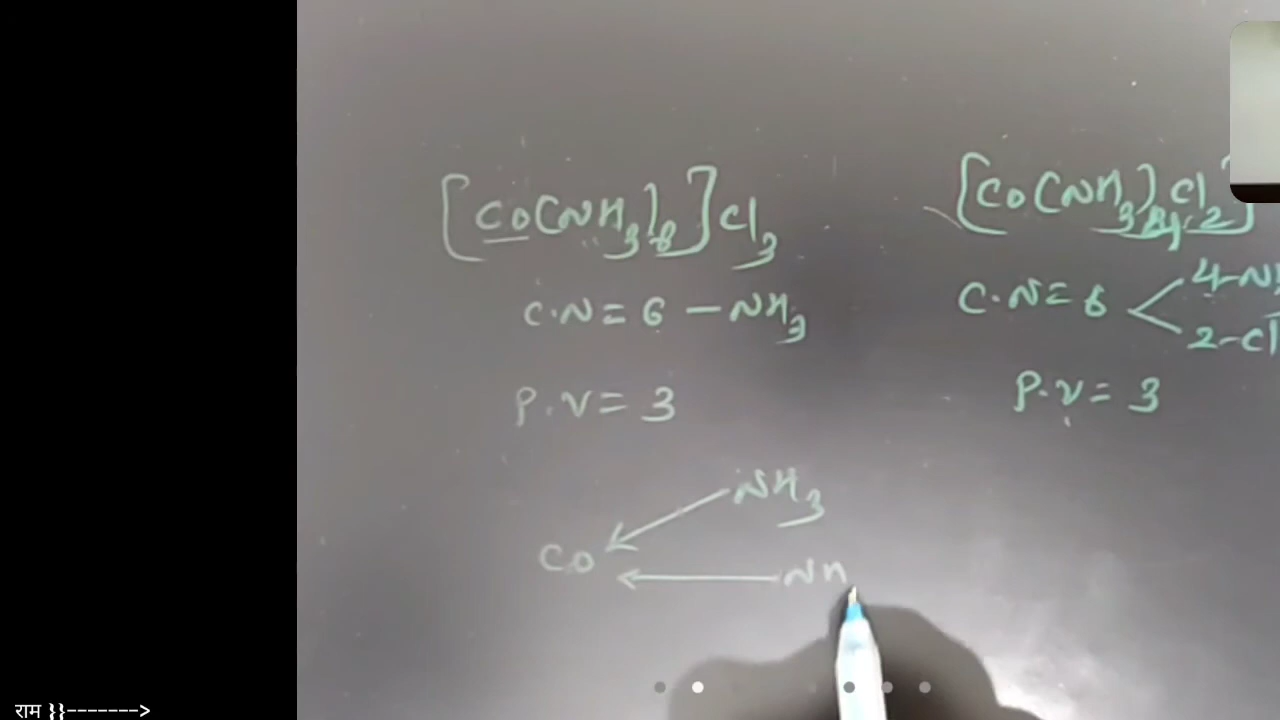 [Co(NH3)6]Cl3
[Co(NH3)4Cl2]
C.N = 6 - NH3
C.N = 6
4-NH
2-Cl
P.V = 3
P.V = 3
NH3
Co
NH
राम }}------->